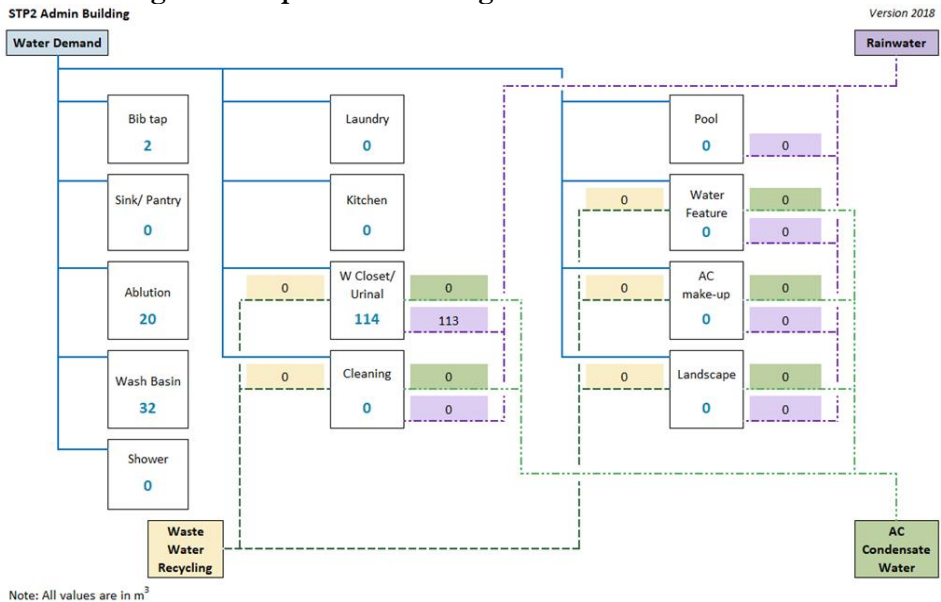 STP2 Admin Building
Version 2018
Water Demand
Rainwater
Bib tap
2
Laundry
0
Pool
0
0
Sink/ Pantry
0
Kitchen
0
0
Water
Feature
0
0
0
Ablution
20
0
W Closet/
Urinal
114
0
113
0
AC
make-up
0
0
0
Wash Basin
32
0
Cleaning
0
0
0
0
Landscape
0
0
0
Shower
0
Waste
Water
Recycling
AC
Condensate
Water
Note: All values are in m³